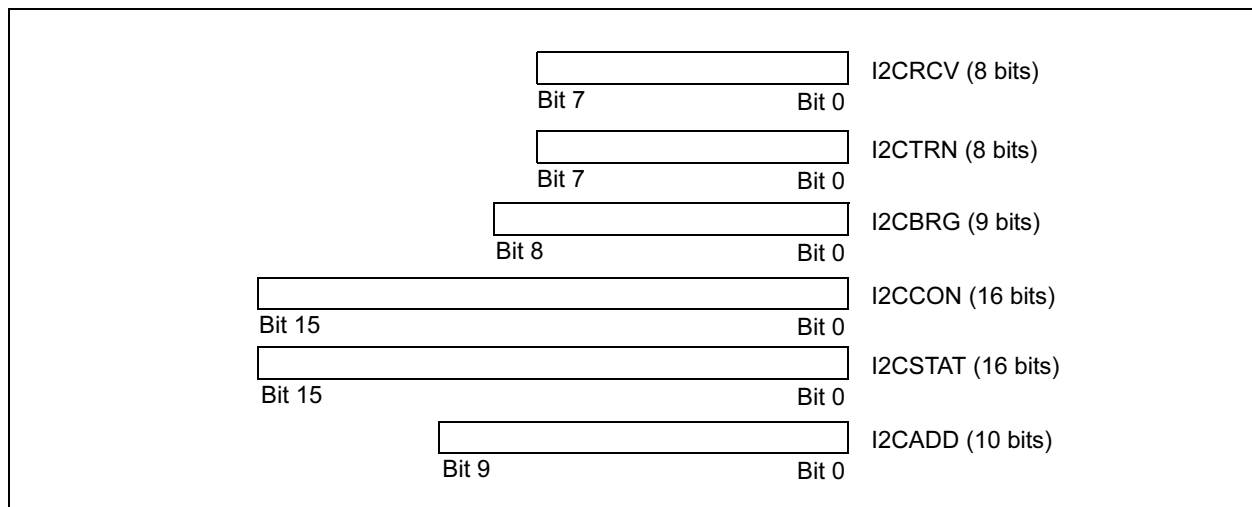 I2CRCV (8 bits)
Bit 7 Bit 0
I2CTRN (8 bits)
Bit 7 Bit 0
I2CBRG (9 bits)
Bit 8 Bit 0
I2CCON (16 bits)
Bit 15 Bit 0
I2CSTAT (16 bits)
Bit 15 Bit 0
I2CADD (10 bits)
Bit 9 Bit 0